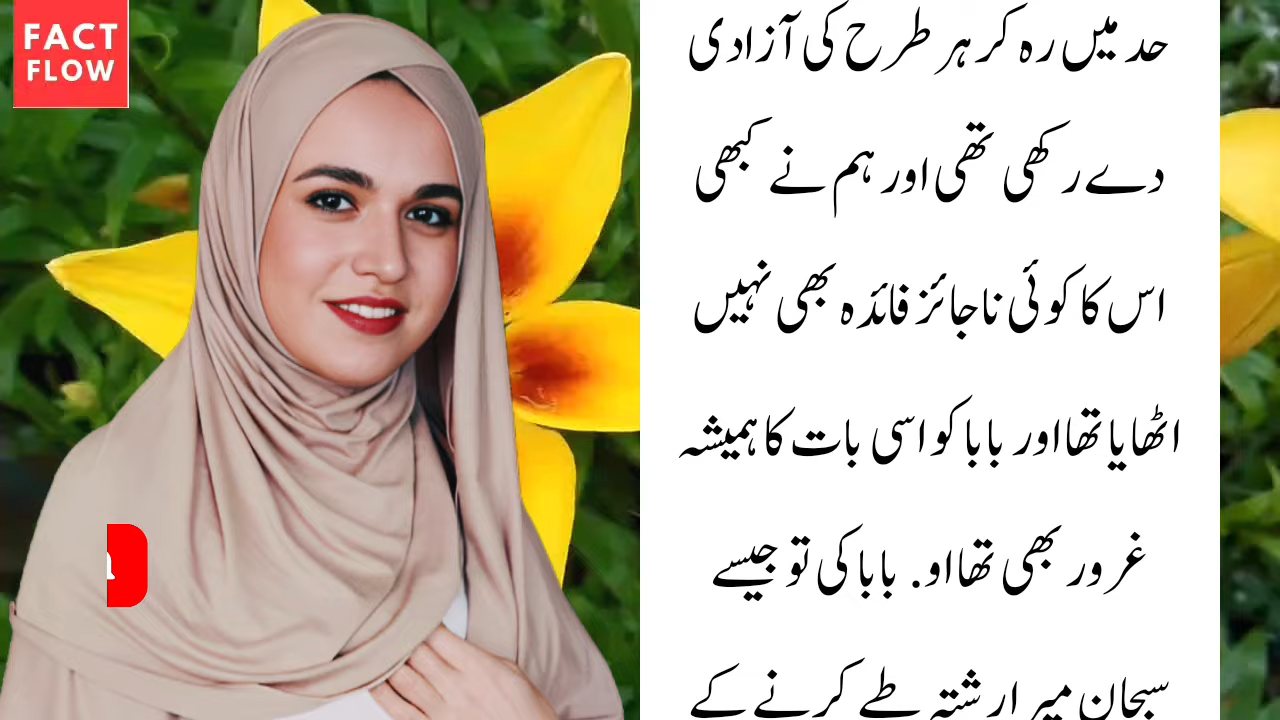 FACT
FLOW
حد میں رہ کر ہر طرح کی آزادی
دے رکھی تھی اور ہم نے کبھی
اس کا کوئی ناجائز فائدہ بھی نہیں
اٹھایا تھا اور بابا کو اسی بات کا ہمیشہ
غرور بھی تھا او. بابا کی تو جیسے
سبحان میرا رشتہ طے کرنے کے